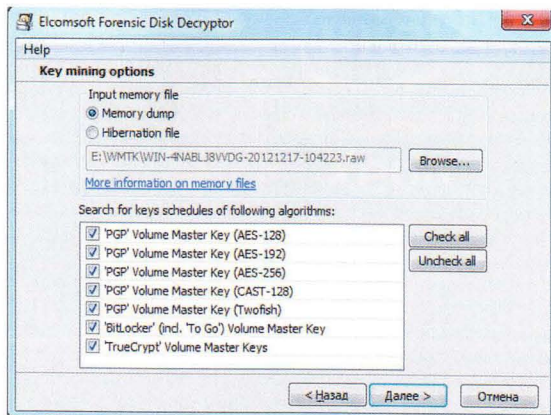 Elcomsoft Forensic Disk Decryptor
Help
Key mining options
Input memory file
Memory dump
Hibernation file
E:\WMTK\WIN-4NABLJ8VVDG-20121217-104223.raw
Browse...
More information on memory files
Search for keys schedules of following algorithms:
'PGP' Volume Master Key (AES-128)
'PGP' Volume Master Key (AES-192)
'PGP' Volume Master Key (AES-256)
'PGP' Volume Master Key (CAST-128)
'PGP' Volume Master Key (Twofish)
'BitLocker' (incl. 'To Go') Volume Master Key
'TrueCrypt' Volume Master Keys
Check all
Uncheck all
< Назад
Далее >
Отмена